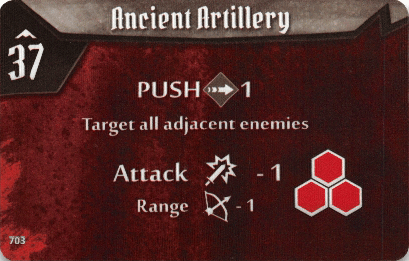 Ancient Artillery
37
PUSH 1
Target all adjacent enemies
Attack - 1
Range - 1
703